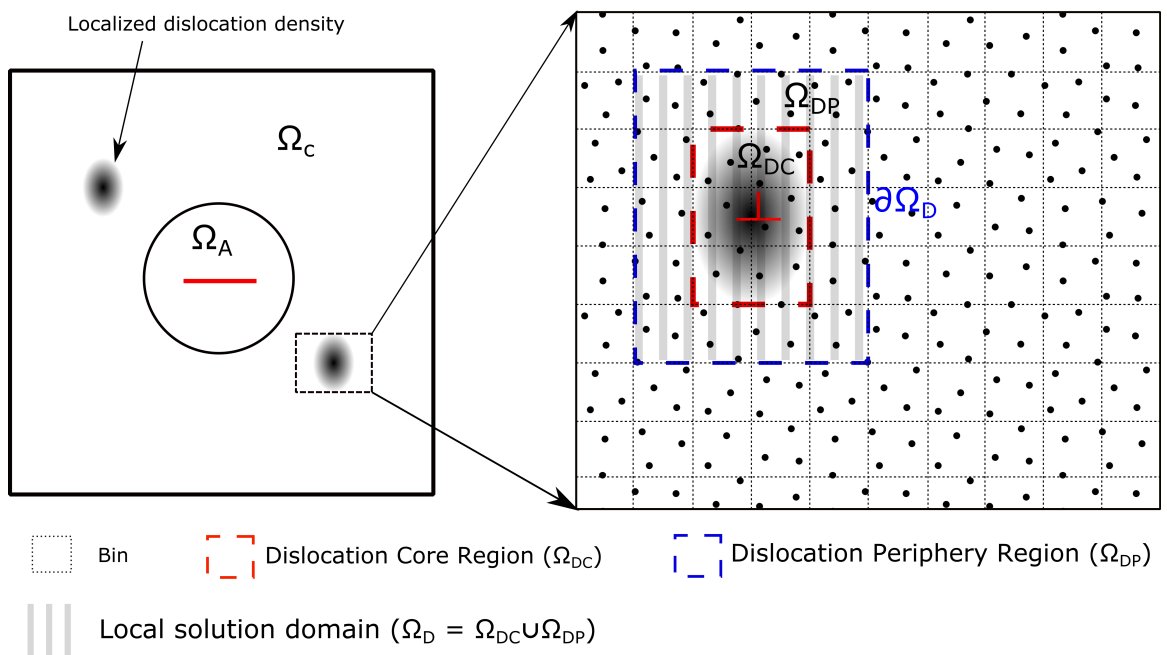 Localized dislocation density
Ω_c
Ω_A
Ω_DP
Ω_DC
∂Ω_D
Bin
Dislocation Core Region (Ω_DC)
Dislocation Periphery Region (Ω_DP)
Local solution domain (Ω_D = Ω_DC∪Ω_DP)